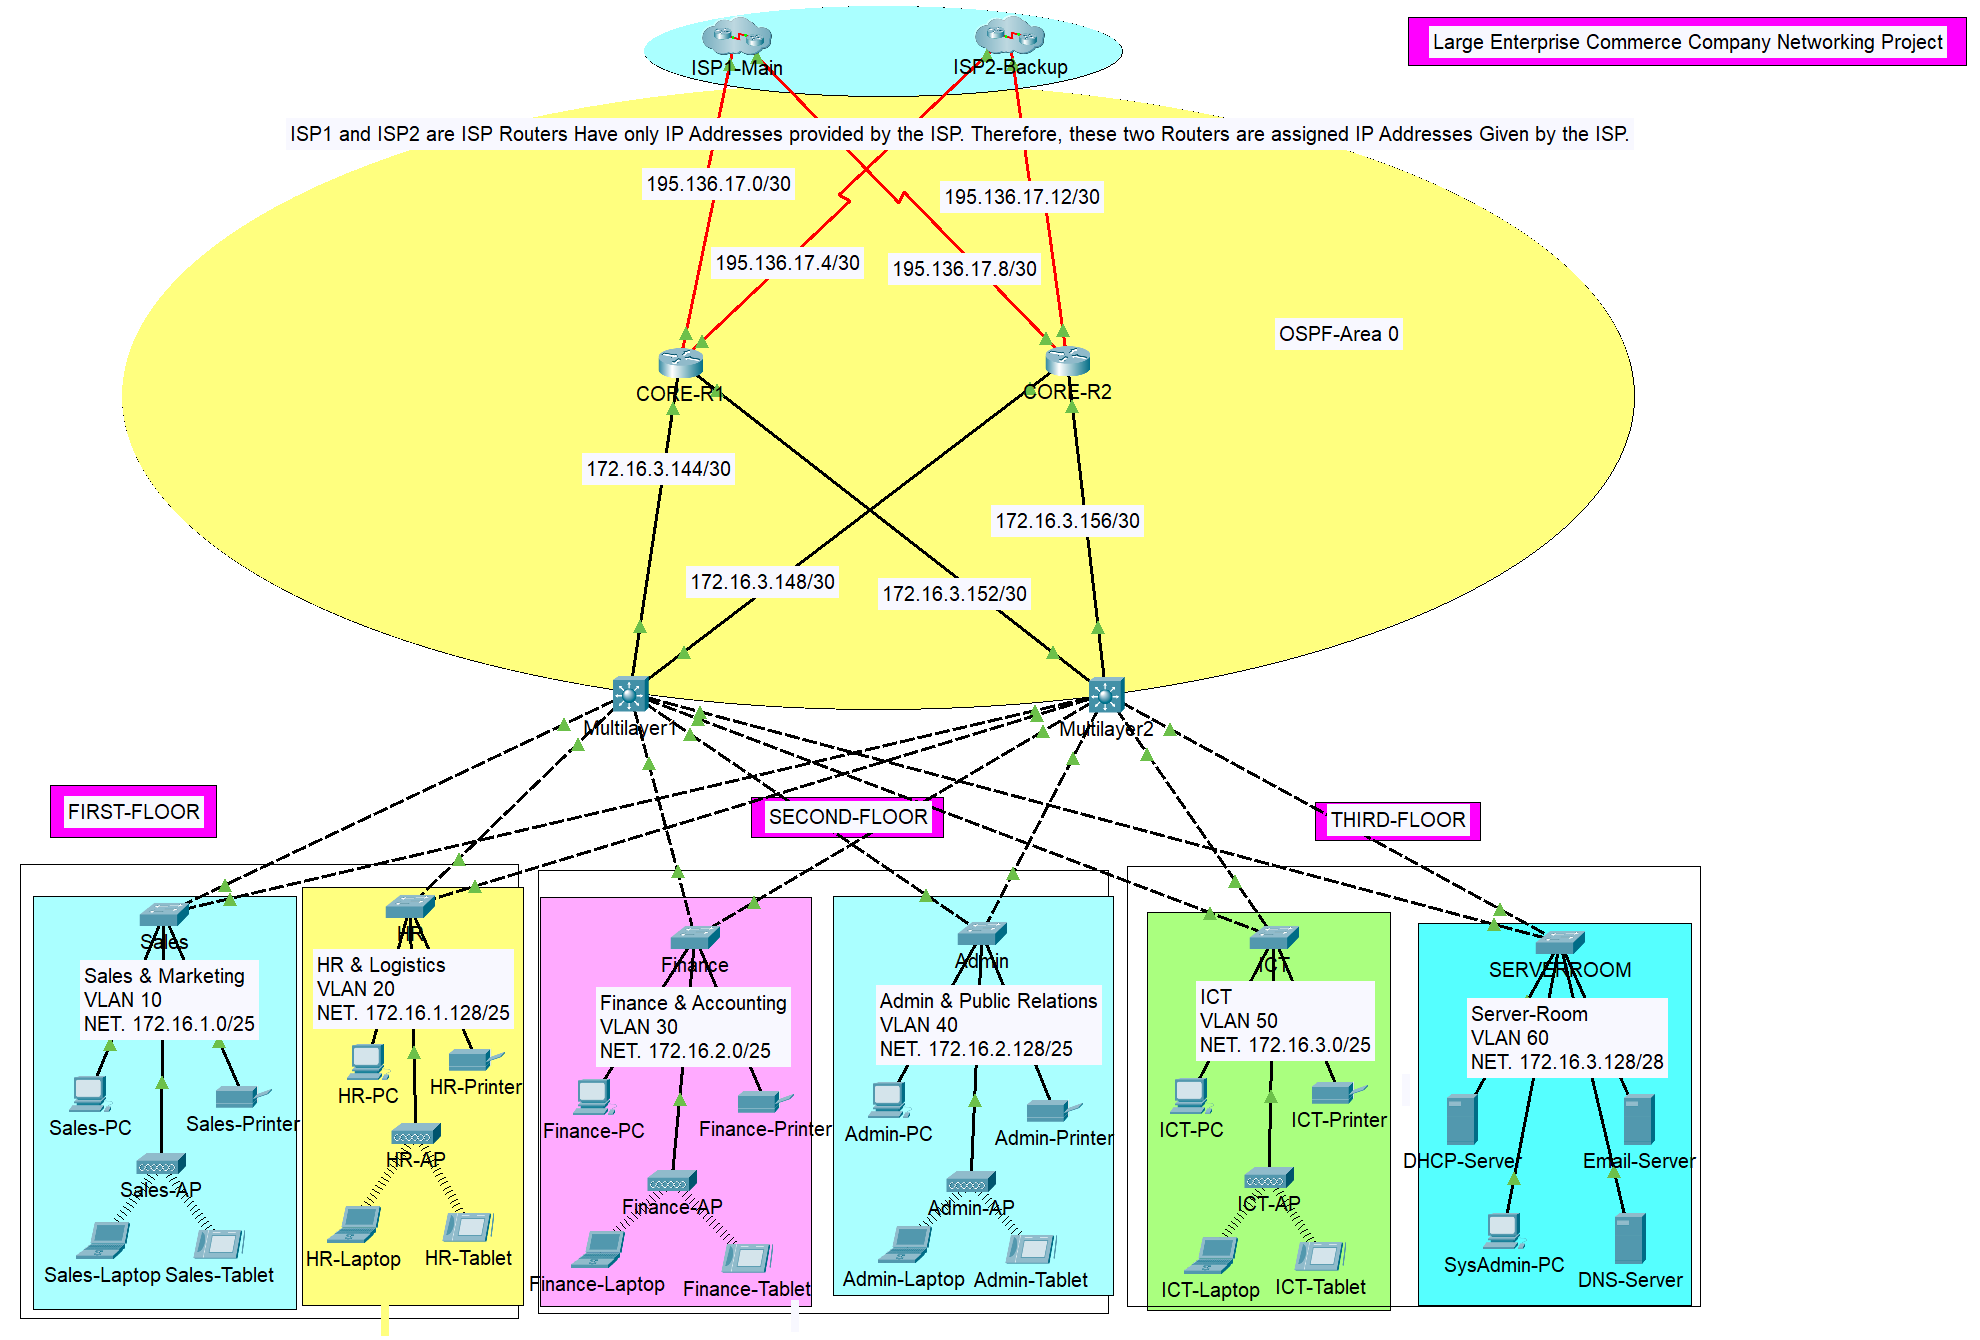 Large Enterprise Commerce Company Networking Project
ISP1-Main
ISP2-Backup
ISP1 and ISP2 are ISP Routers Have only IP Addresses provided by the ISP. Therefore, these two Routers are assigned IP Addresses Given by the ISP.
195.136.17.0/30
195.136.17.12/30
195.136.17.4/30
195.136.17.8/30
OSPF-Area 0
CORE-R1
CORE-R2
172.16.3.144/30
172.16.3.156/30
172.16.3.148/30
172.16.3.152/30
Multilayer1
Multilayer2
FIRST-FLOOR
SECOND-FLOOR
THIRD-FLOOR
Sales
Sales & Marketing
VLAN 10
NET. 172.16.1.0/25
Sales-PC
Sales-Printer
Sales-AP
Sales-Laptop
Sales-Tablet
HR
HR & Logistics
VLAN 20
NET. 172.16.1.128/25
HR-PC
HR-Printer
HR-AP
HR-Laptop
HR-Tablet
Finance
Finance & Accounting
VLAN 30
NET. 172.16.2.0/25
Finance-PC
Finance-Printer
Finance-AP
Finance-Laptop
Finance-Tablet
Admin
Admin & Public Relations
VLAN 40
NET. 172.16.2.128/25
Admin-PC
Admin-Printer
Admin-AP
Admin-Laptop
Admin-Tablet
ICT
ICT
VLAN 50
NET. 172.16.3.0/25
ICT-PC
ICT-Printer
ICT-AP
ICT-Laptop
ICT-Tablet
SERVERROOM
Server-Room
VLAN 60
NET. 172.16.3.128/28
DHCP-Server
Email-Server
SysAdmin-PC
DNS-Server